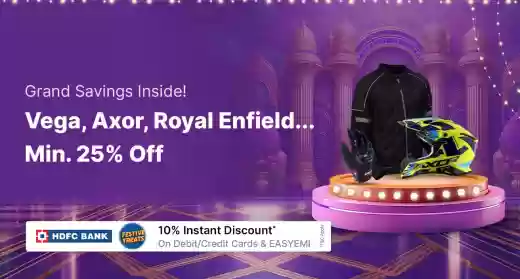 Grand Savings Inside!
Vega, Axor, Royal Enfield...
Min. 25% Off
HDFC BANK
FESTIVE TREATS
10% Instant Discount*
On Debit/Credit Cards & EASYEMI
AXOR